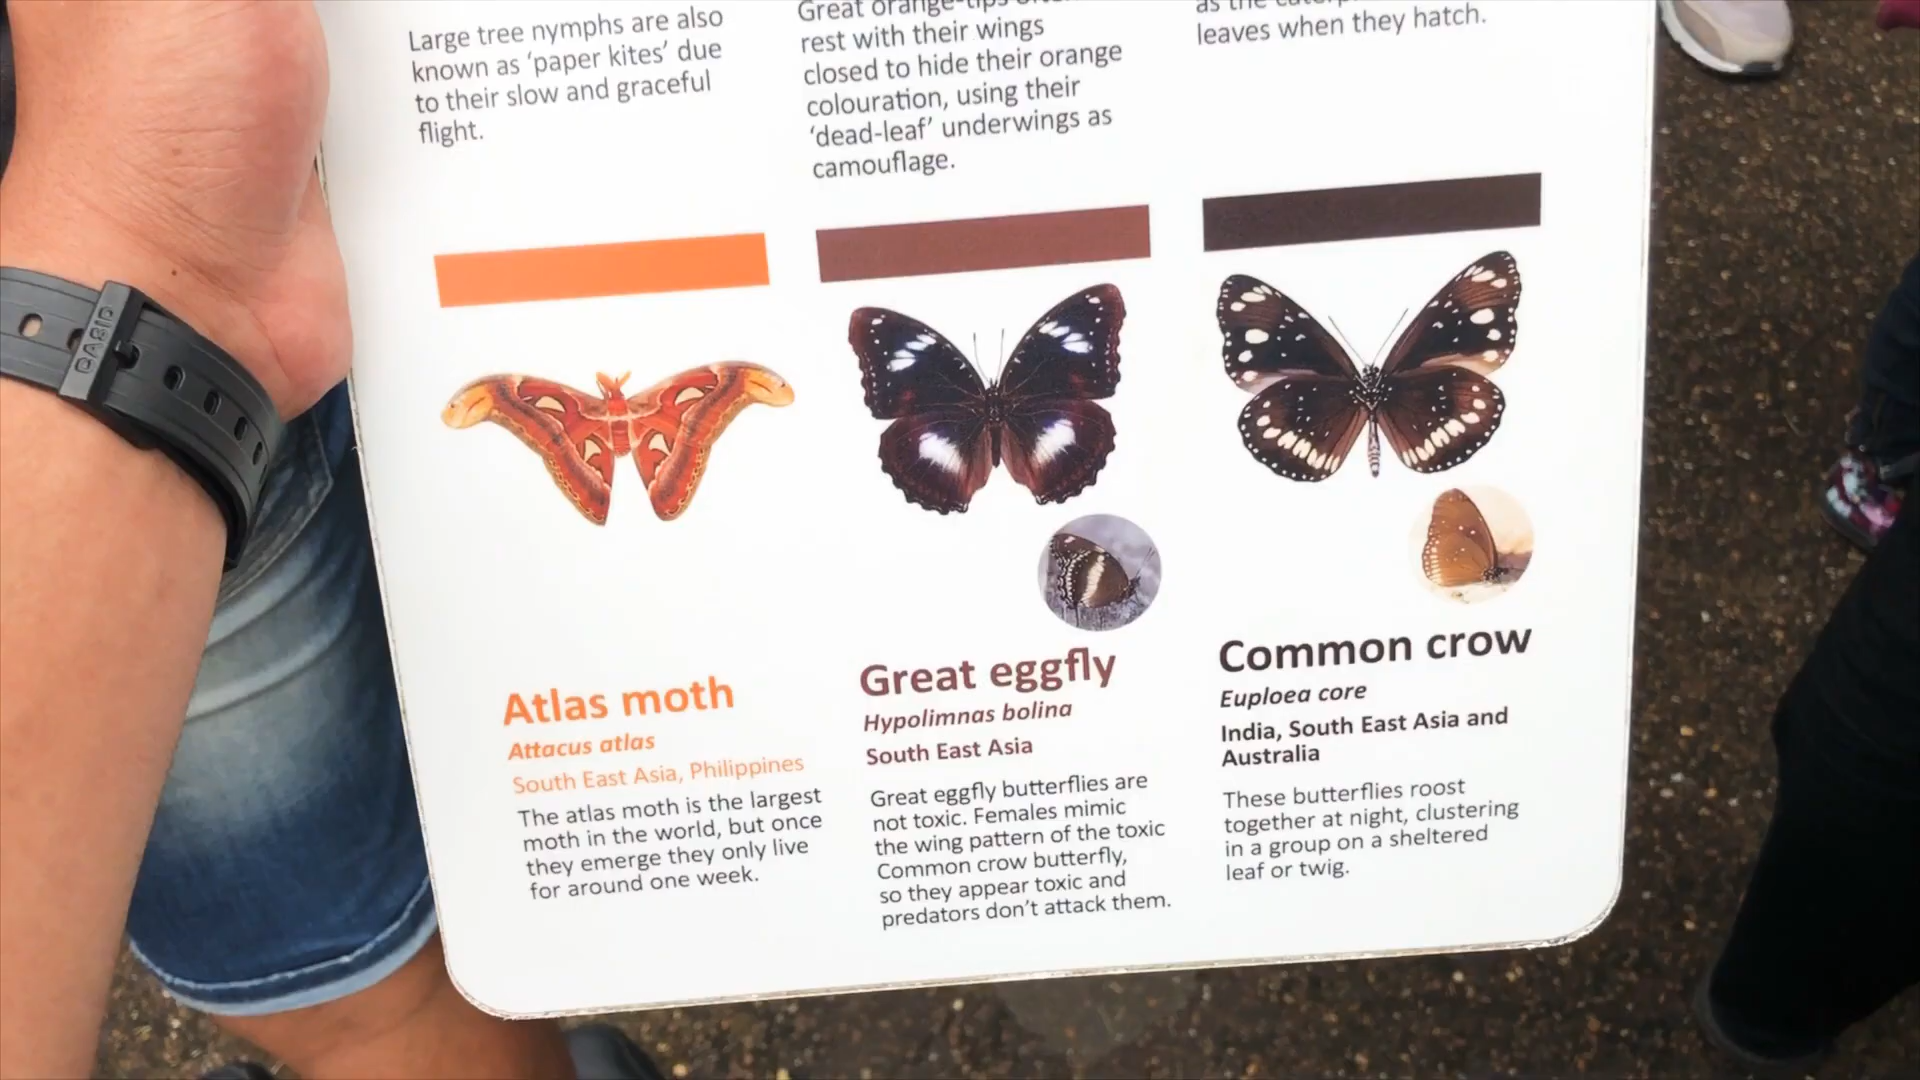 Large tree nymphs are also
known as ‘paper kites’ due
to their slow and graceful
flight.
Great orange-tips
rest with their wings
closed to hide their orange
colouration, using their
‘dead-leaf’ underwings as
camouflage.
as the
leaves when they hatch.
Atlas moth
Attacus atlas
South East Asia, Philippines
The atlas moth is the largest
moth in the world, but once
they emerge they only live
for around one week.
Great eggfly
Hypolimnas bolina
South East Asia
Great eggfly butterflies are
not toxic. Females mimic
the wing pattern of the toxic
Common crow butterfly,
so they appear toxic and
predators don’t attack them.
Common crow
Euploea core
India, South East Asia and
Australia
These butterflies roost
together at night, clustering
in a group on a sheltered
leaf or twig.